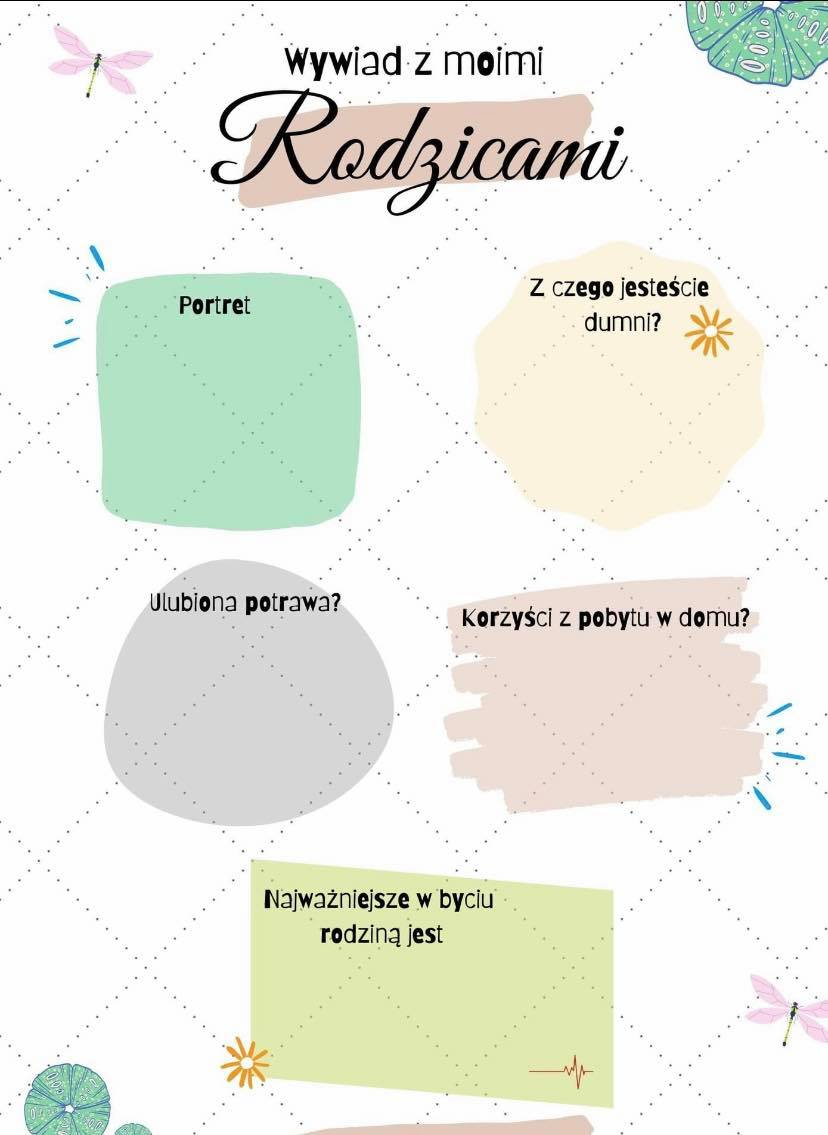 Wywiad z moimi
Rodzicami
Portret
Z czego jesteście
dumni?
Ulubiona potrawa?
Korzyści z pobytu w domu?
Najważniejsze w byciu
rodziną jest